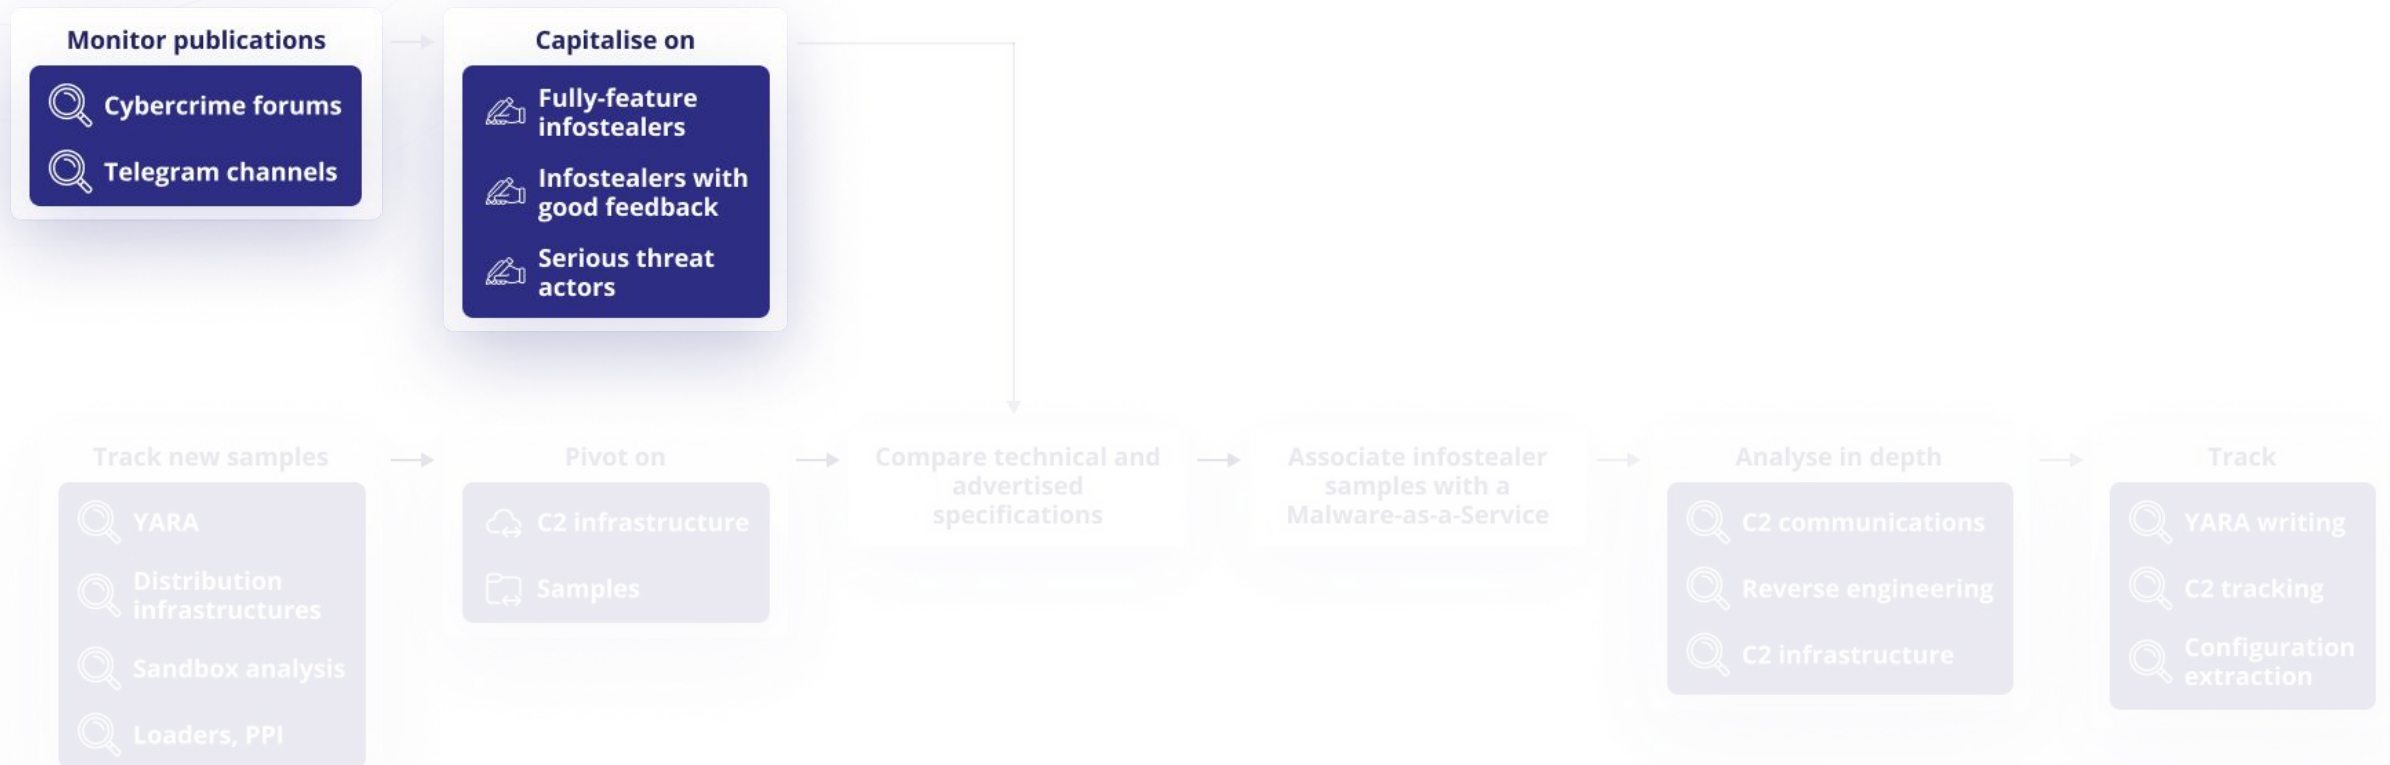 Monitor publications
Cybercrime forums
Telegram channels
Capitalise on
Fully-feature
infostealers
Infostealers with
good feedback
Serious threat
actors
Track new samples
YARA
Distribution
infrastructures
Sandbox analysis
Loaders, PPI
Pivot on
C2 infrastructure
Samples
Compare technical and
advertised
specifications
Associate infostealer
samples with a
Malware-as-a-Service
Analyse in depth
C2 communications
Reverse engineering
C2 infrastructure
Track
YARA writing
C2 tracking
Configuration
extraction